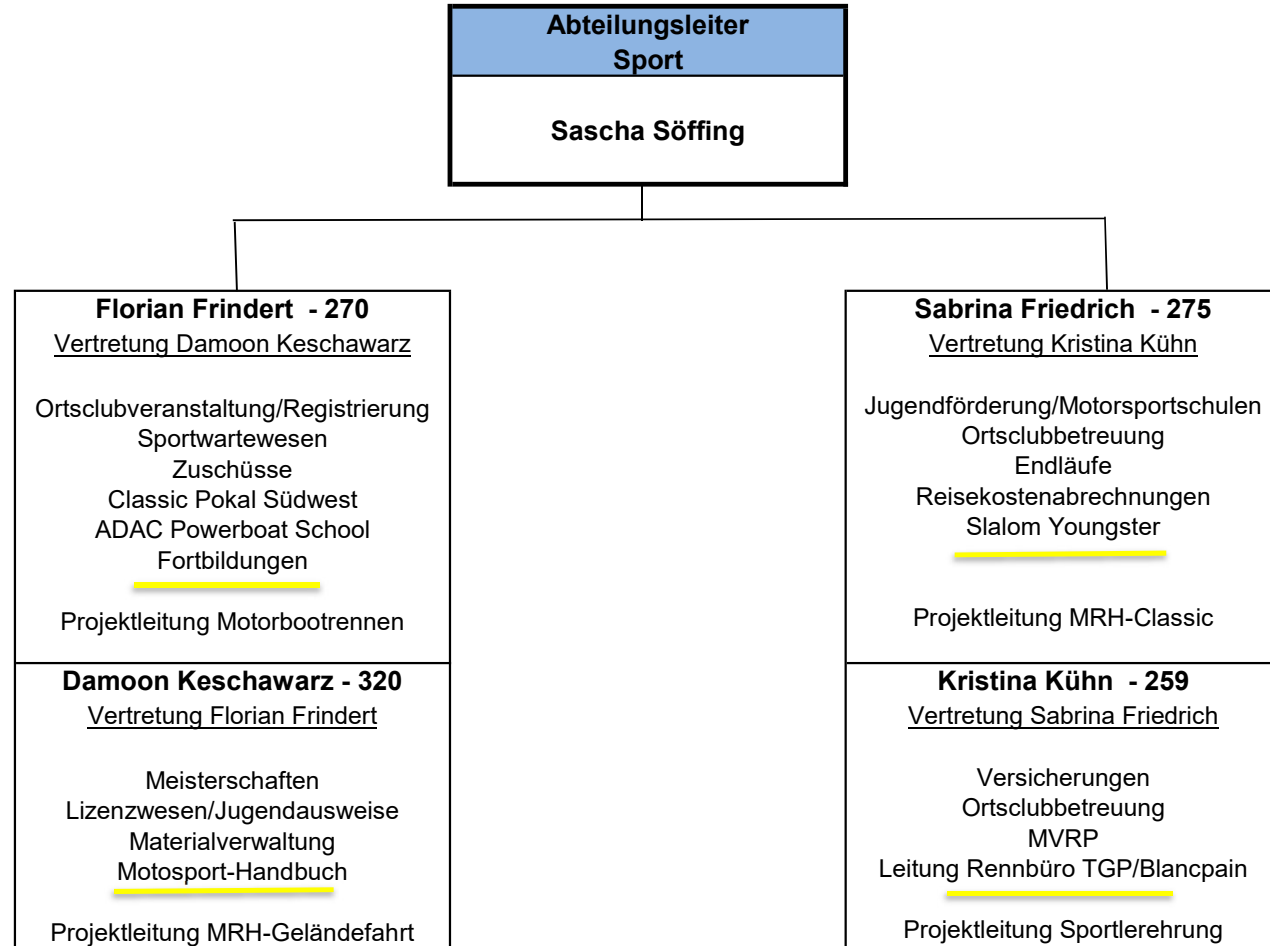 Abteilungsleiter
Sport
Sascha Söffing
Florian Frindert - 270
Vertretung Damoon Keschawarz
Ortsclubveranstaltung/Registrierung
Sportwartewesen
Zuschüsse
Classic Pokal Südwest
ADAC Powerboat School
Fortbildungen
Projektleitung Motorbootrennen
Damoon Keschawarz - 320
Vertretung Florian Frindert
Meisterschaften
Lizenzwesen/Jugendausweise
Materialverwaltung
Motosport-Handbuch
Projektleitung MRH-Geländefahrt
Sabrina Friedrich - 275
Vertretung Kristina Kühn
Jugendförderung/Motorsportschulen
Ortsclubbetreuung
Endläufe
Reisekostenabrechnungen
Slalom Youngster
Projektleitung MRH-Classic
Kristina Kühn - 259
Vertretung Sabrina Friedrich
Versicherungen
Ortsclubbetreuung
MVRP
Leitung Rennbüro TGP/Blancpain
Projektleitung Sportlerehrung